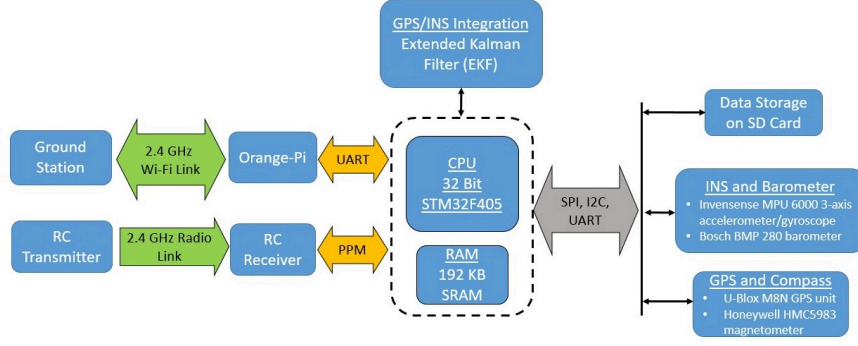 GPS/INS Integration
Extended Kalman
Filter (EKF)
Ground
Station
2.4 GHz
Wi-Fi Link
Orange-Pi
UART
CPU
32 Bit
STM32F405
SPI, I2C,
UART
Data Storage
on SD Card
INS and Barometer
• Invensense MPU 6000 3-axis
accelerometer/gyroscope
• Bosch BMP 280 barometer
RC
Transmitter
2.4 GHz Radio
Link
RC
Receiver
PPM
RAM
192 KB
SRAM
GPS and Compass
• U-Blox M8N GPS unit
• Honeywell HMC5983
magnetometer